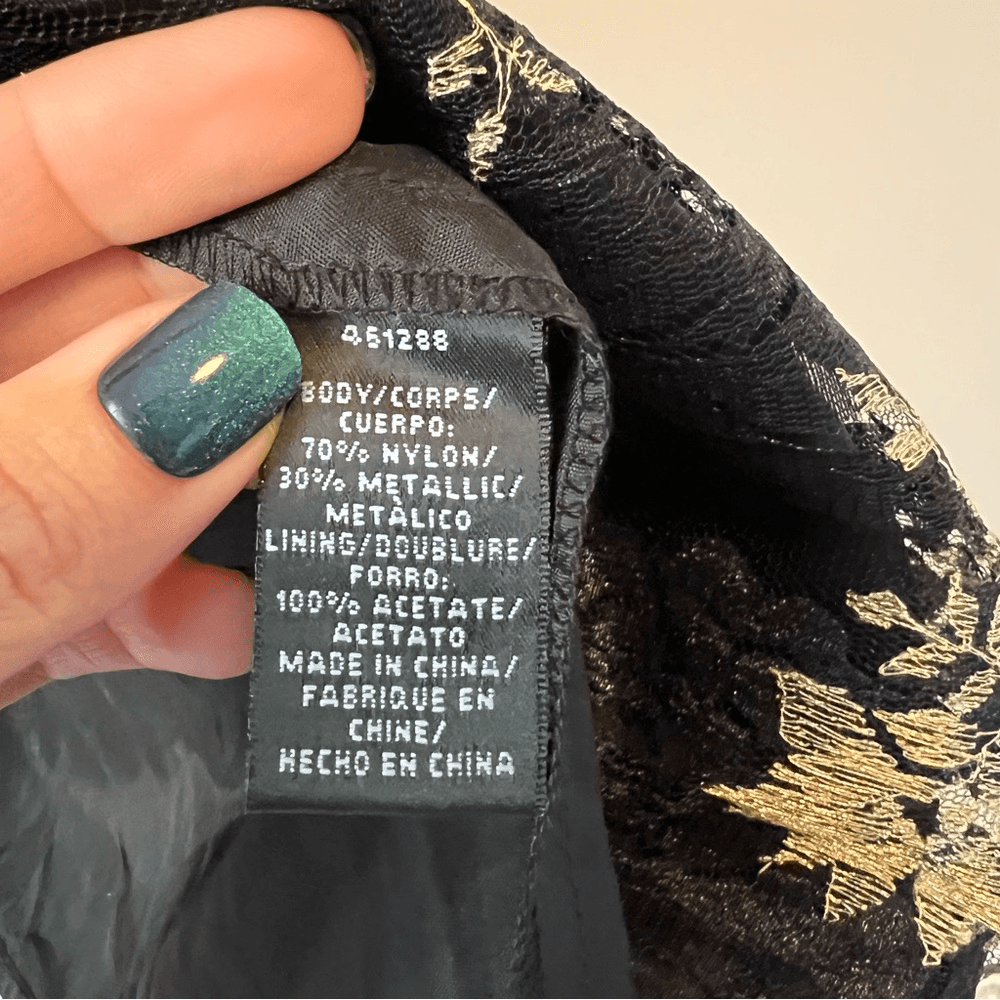 461288
BODY/CORPS/
CUERPO:
70% NYLON/
30% METALLIC/
METÀLICO
LINING/DOUBLURE/
FORRO:
100% ACETATE/
ACETATO
MADE IN CHINA/
FABRIQUE EN
CHINE/
HECHO EN CHINA